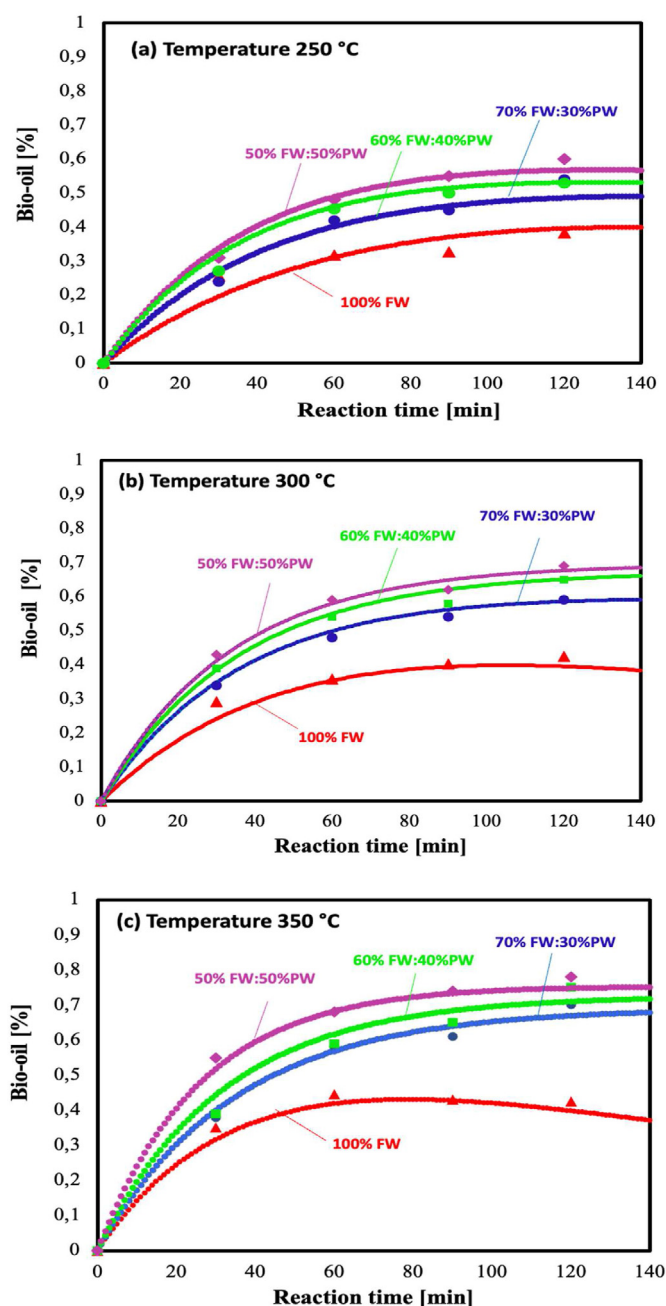 (a) Temperature 250 °C
Bio-oil [%]
1
0,9
0,8
0,7
0,6
0,5
0,4
0,3
0,2
0,1
0
70% FW:30%PW
60% FW:40%PW
50% FW:50%PW
100% FW
0 20 40 60 80 100 120 140
Reaction time [min]
(b) Temperature 300 °C
Bio-oil [%]
1
0,9
0,8
0,7
0,6
0,5
0,4
0,3
0,2
0,1
0
70% FW:30%PW
60% FW:40%PW
50% FW:50%PW
100% FW
0 20 40 60 80 100 120 140
Reaction time [min]
(c) Temperature 350 °C
Bio-oil [%]
1
0,9
0,8
0,7
0,6
0,5
0,4
0,3
0,2
0,1
0
70% FW:30%PW
60% FW:40%PW
50% FW:50%PW
100% FW
0 20 40 60 80 100 120 140
Reaction time [min]